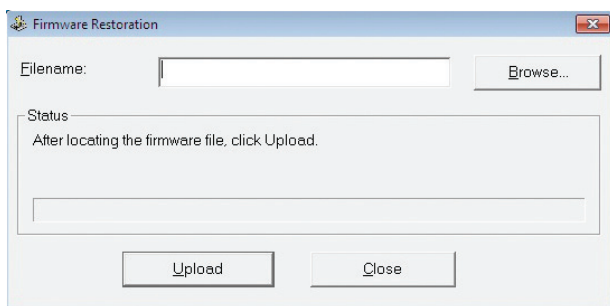 Firmware Restoration
Filename:
Browse...
Status
After locating the firmware file, click Upload.
Upload
Close